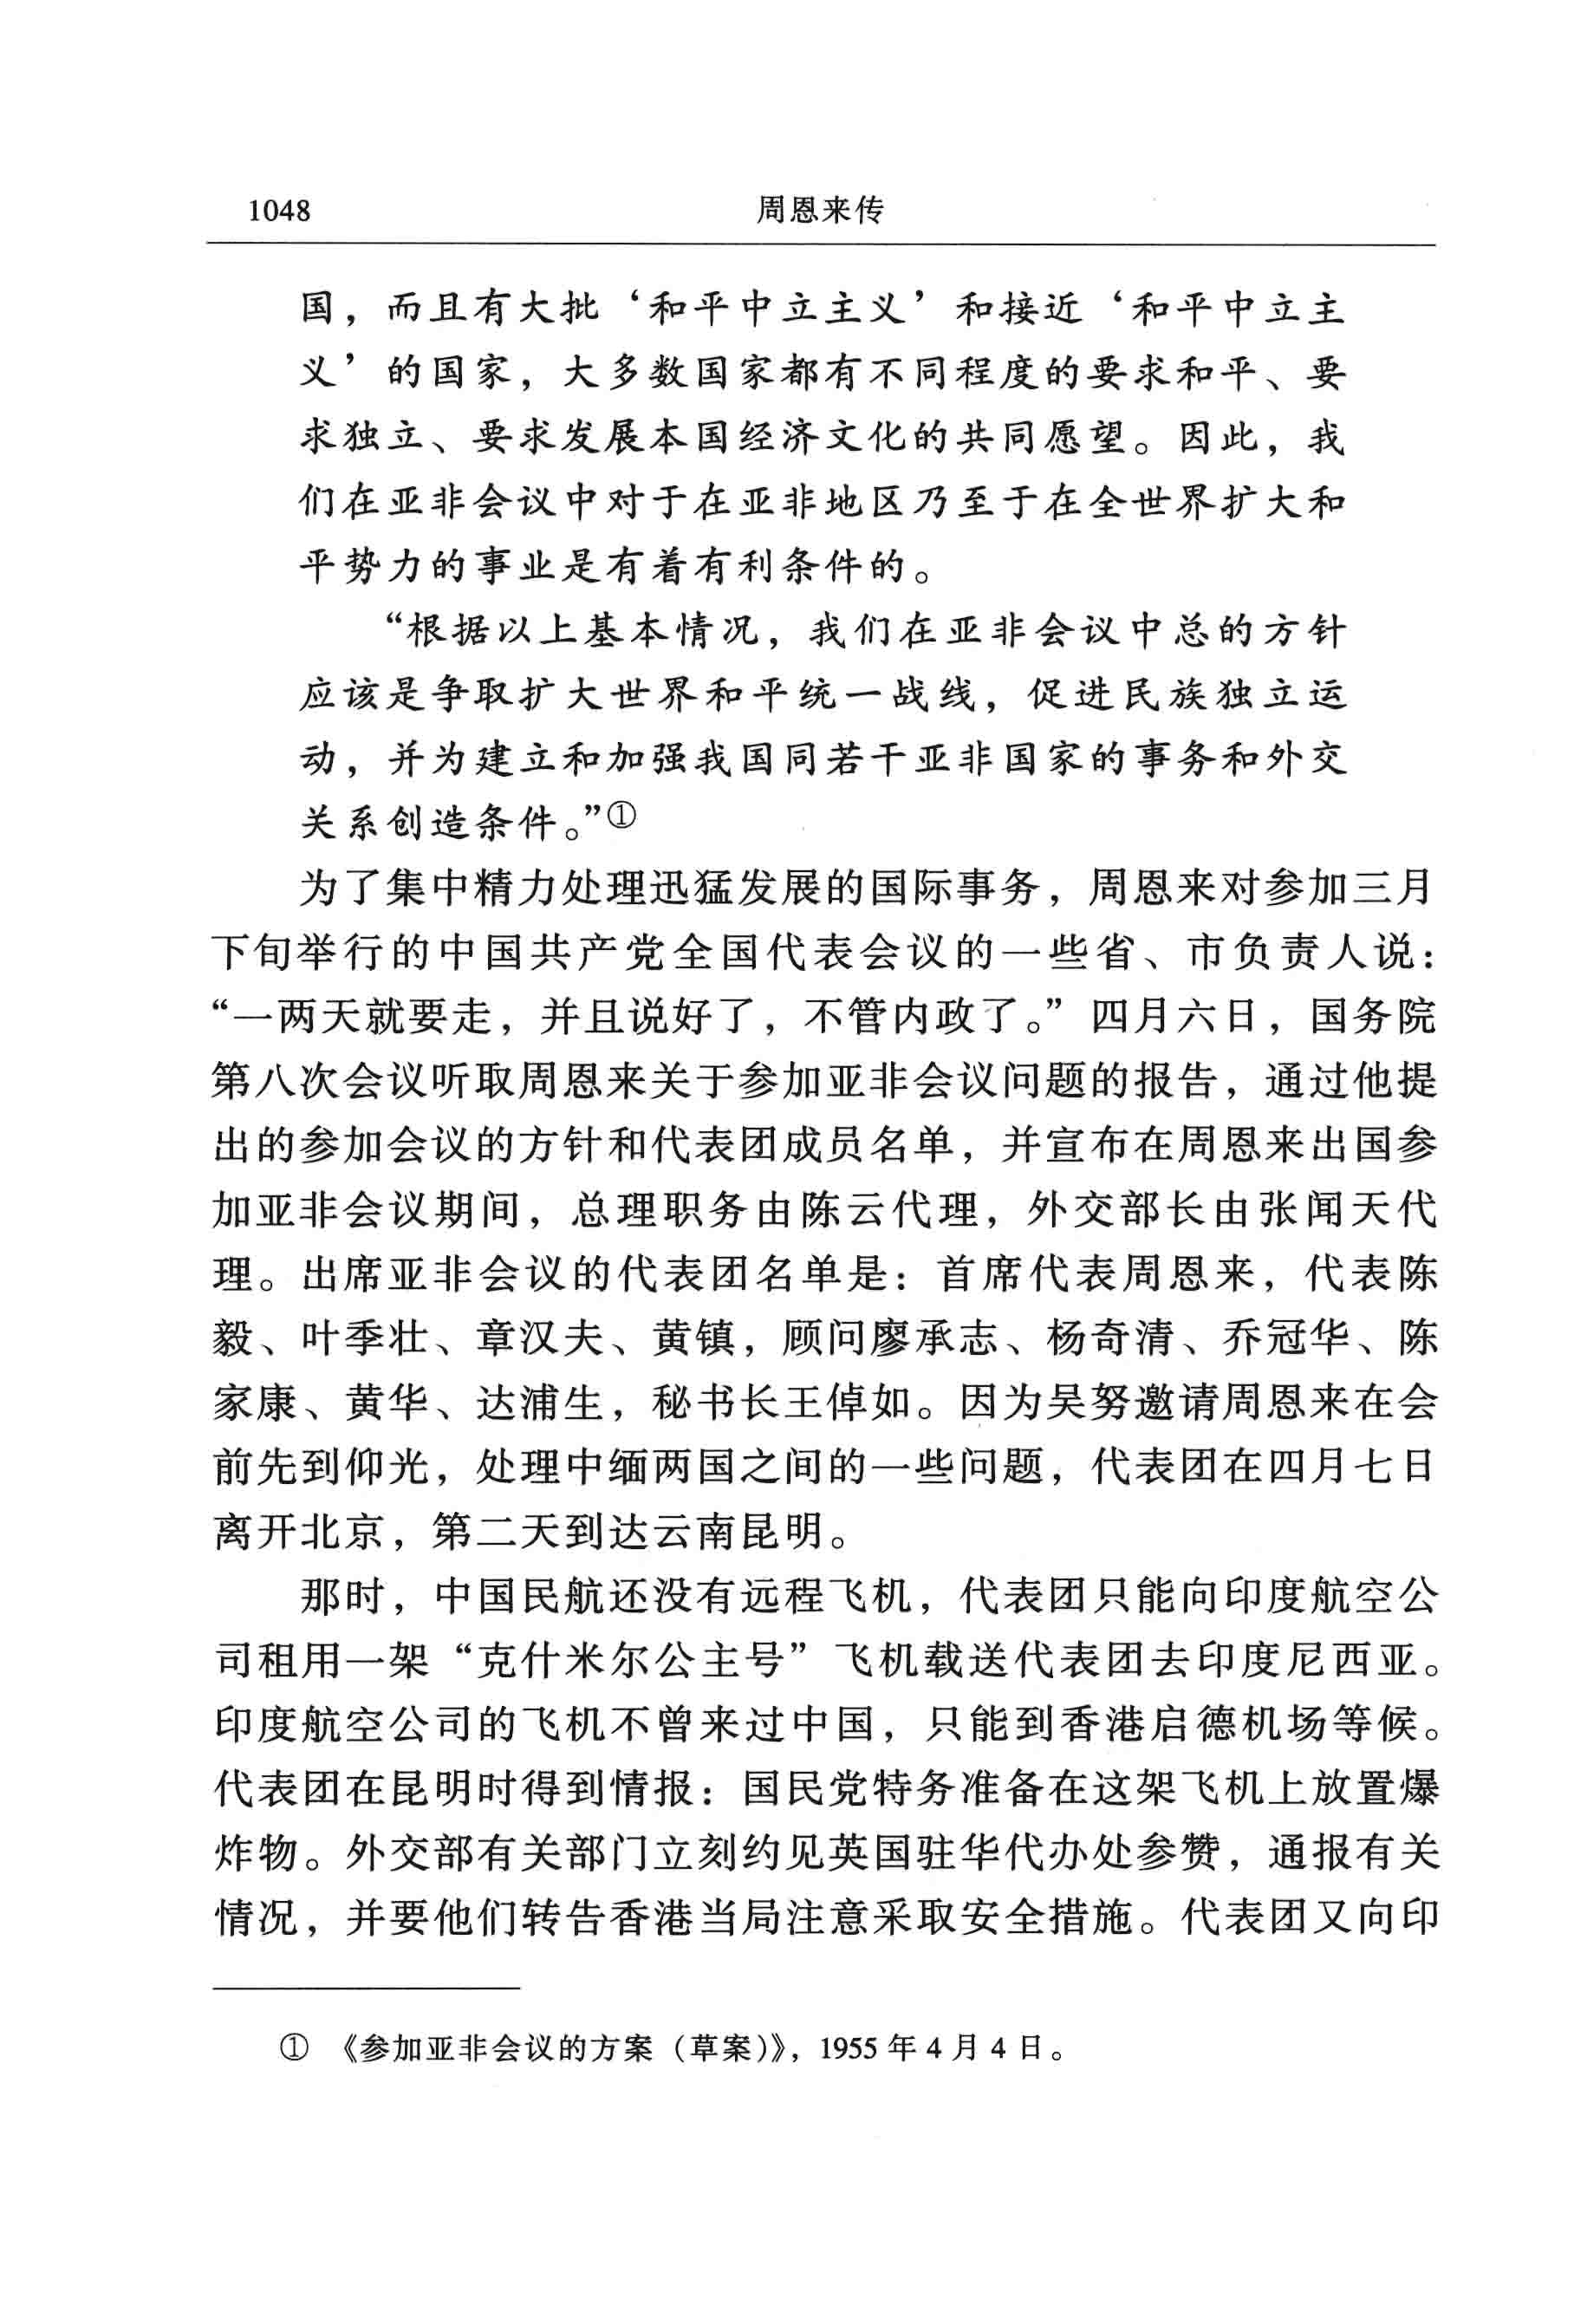 1048 周恩来传
国，而且有大批‘和平中立主义’和接近‘和平中立主
义’的国家，大多数国家都有不同程度的要求和平、要
求独立、要求发展本国经济文化的共同愿望。因此，我
们在亚非会议中对于在亚非地区乃至于在全世界扩大和
平势力的事业是有着有利条件的。
“根据以上基本情况，我们在亚非会议中总的方针
应该是争取扩大世界和平统一战线，促进民族独立运
动，并为建立和加强我国同若干亚非国家的事务和外交
关系创造条件。”①
为了集中精力处理迅猛发展的国际事务，周恩来对参加三月
下旬举行的中国共产党全国代表会议的一些省、市负责人说：
“一两天就要走，并且说好了，不管内政了。”四月六日，国务院
第八次会议听取周恩来关于参加亚非会议问题的报告，通过他提
出的参加会议的方针和代表团成员名单，并宣布在周恩来出国参
加亚非会议期间，总理职务由陈云代理，外交部长由张闻天代
理。出席亚非会议的代表团名单是：首席代表周恩来，代表陈
毅、叶季壮、章汉夫、黄镇，顾问廖承志、杨奇清、乔冠华、陈
家康、黄华、达浦生，秘书长王倬如。因为吴努邀请周恩来在会
前先到仰光，处理中缅两国之间的一些问题，代表团在四月七日
离开北京，第二天到达云南昆明。
那时，中国民航还没有远程飞机，代表团只能向印度航空公
司租用一架“克什米尔公主号”飞机载送代表团去印度尼西亚。
印度航空公司的飞机不曾来过中国，只能到香港启德机场等候。
代表团在昆明时得到情报：国民党特务准备在这架飞机上放置爆
炸物。外交部有关部门立刻约见英国驻华代办处参赞，通报有关
情况，并要他们转告香港当局注意采取安全措施。代表团又向印
① 《参加亚非会议的方案（草案）》，1955 年 4 月 4 日。